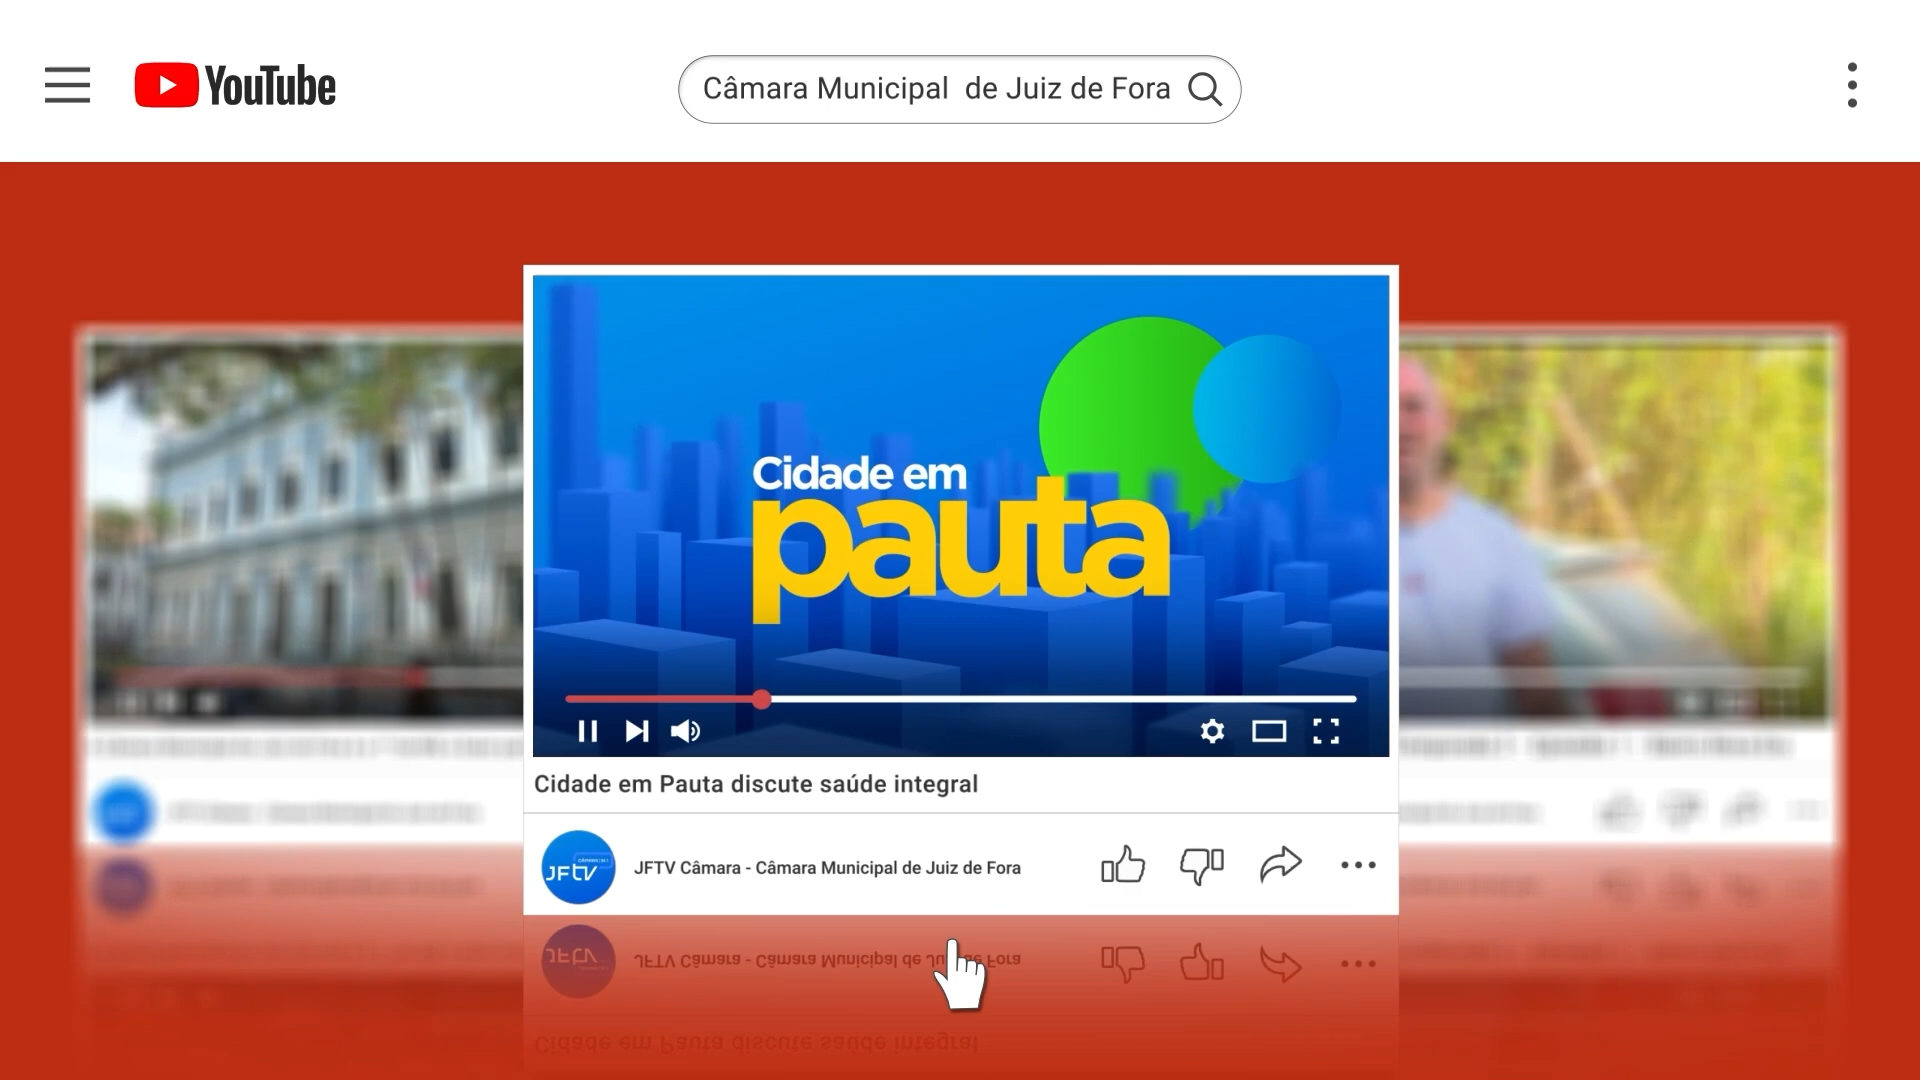 YouTube
Câmara Municipal de Juiz de Fora
Cidade em
pauta
Cidade em Pauta discute saúde integral
JFTV
JFTV Câmara - Câmara Municipal de Juiz de Fora